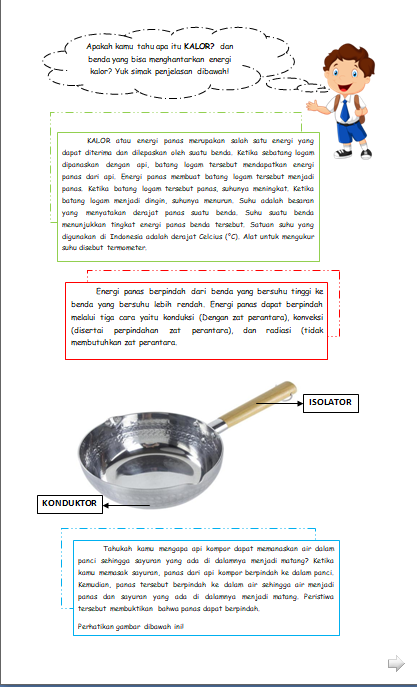 Apakah kamu tahu apa itu KALOR? dan
benda yang bisa menghantarkan energi
kalor? Yuk simak penjelasan dibawah!
KALOR atau energi panas merupakan salah satu energi yang
dapat diterima dan dilepaskan oleh suatu benda. Ketika sebatang logam
dipanaskan dengan api, batang logam tersebut mendapatkan energi
panas dari api. Energi panas membuat batang logam tersebut menjadi
panas. Ketika batang logam tersebut panas, suhunya meningkat. Ketika
batang logam menjadi dingin, suhunya menurun. Suhu adalah besaran
yang menyatakan derajat panas suatu benda. Suhu suatu benda
menunjukkan tingkat energi panas benda tersebut. Satuan suhu yang
digunakan di Indonesia adalah derajat Celcius (°C). Alat untuk mengukur
suhu disebut termometer.
Energi panas berpindah dari benda yang bersuhu tinggi ke
benda yang bersuhu lebih rendah. Energi panas dapat berpindah
melalui tiga cara yaitu konduksi (Dengan zat perantara), konveksi
(disertai perpindahan zat perantara), dan radiasi (tidak
membutuhkan zat perantara.
ISOLATOR
KONDUKTOR
Tahukah kamu mengapa api kompor dapat memanaskan air dalam
panci sehingga sayuran yang ada di dalamnya menjadi matang? Ketika
kamu memasak sayuran, panas dari api kompor berpindah ke dalam panci.
Kemudian, panas tersebut berpindah ke dalam air sehingga air menjadi
panas dan sayuran yang ada di dalamnya menjadi matang. Peristiwa
tersebut membuktikan bahwa panas dapat berpindah.
Perhatikan gambar dibawah ini!